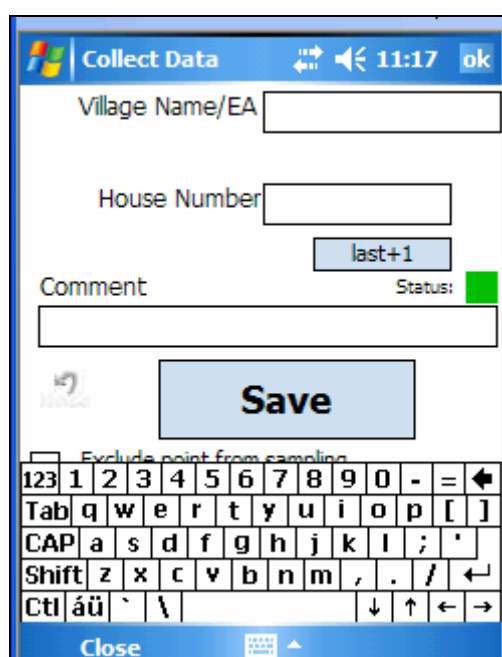 Collect Data 11:17 ok
Village Name/EA
House Number
last+1
Comment Status:
Save
Exclude point from sampling
123 1 2 3 4 5 6 7 8 9 0 - =
Tab q w e r t y u i o p [ ]
CAP a s d f g h j k l ; '
Shift z x c v b n m , . /
Ctl áü ` \ ↓ ↑ ← →
Close